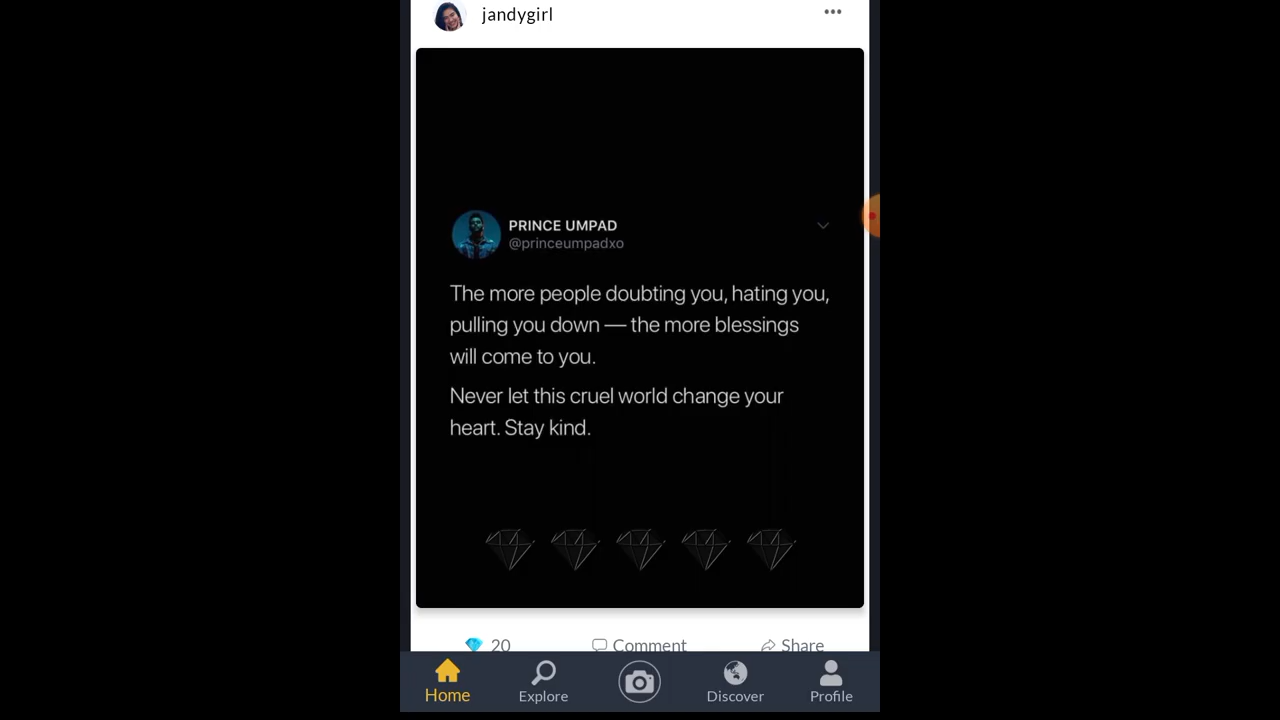 jandygirl
PRINCE UMPAD
@princeumpadxo
The more people doubting you, hating you,
pulling you down — the more blessings
will come to you.
Never let this cruel world change your
heart. Stay kind.
20 Comment Share
Home Explore Discover Profile